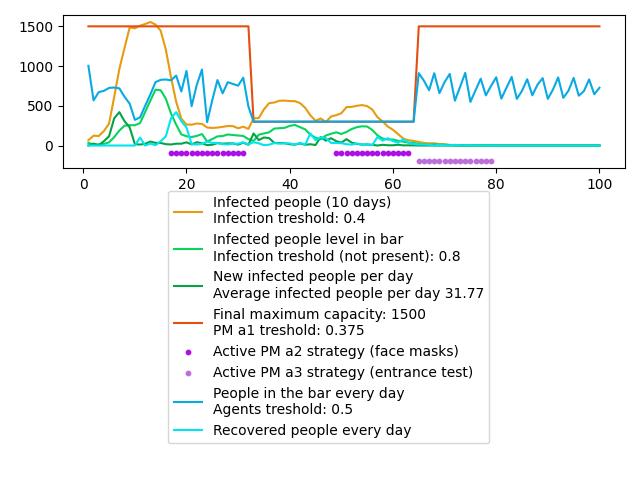 1500
1000
500
0
0 20 40 60 80 100
Infected people (10 days)
Infection treshold: 0.4
Infected people level in bar
Infection treshold (not present): 0.8
New infected people per day
Average infected people per day 31.77
Final maximum capacity: 1500
PM a1 treshold: 0.375
Active PM a2 strategy (face masks)
Active PM a3 strategy (entrance test)
People in the bar every day
Agents treshold: 0.5
Recovered people every day